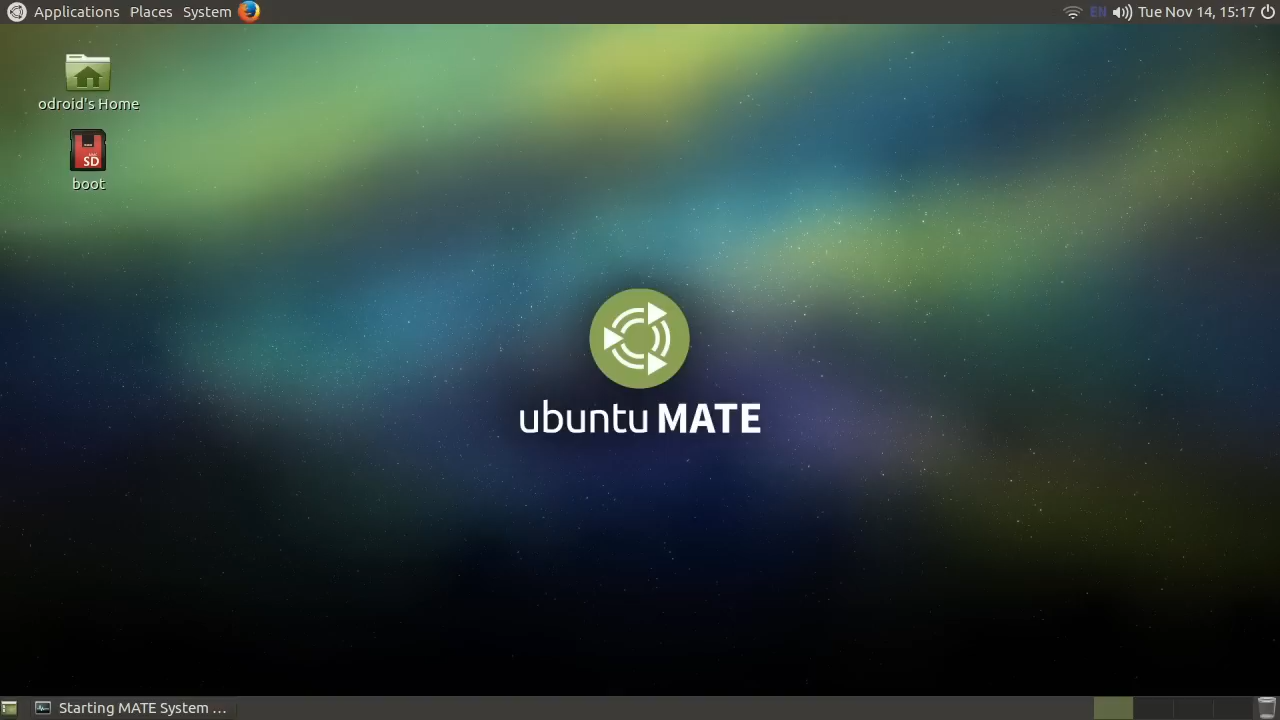 Applications Places System
EN Tue Nov 14, 15:17
odroid's Home
SD
boot
ubuntu MATE
Starting MATE System ...